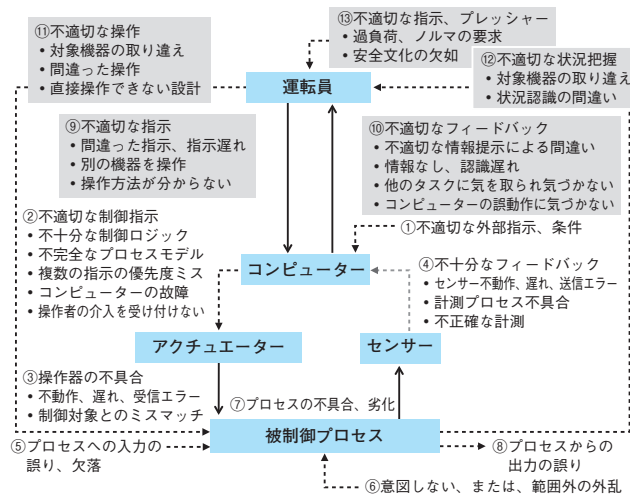 ⑪不適切な操作
• 対象機器の取り違え
• 間違った操作
• 直接操作できない設計
⑬不適切な指示、プレッシャー
• 過負荷、ノルマの要求
• 安全文化の欠如
⑫不適切な状況把握
• 対象機器の取り違え
• 状況認識の間違い
運転員
⑨不適切な指示
• 間違った指示、指示遅れ
• 別の機器を操作
• 操作方法が分からない
⑩不適切なフィードバック
• 不適切な情報提示による間違い
• 情報なし、認識遅れ
• 他のタスクに気を取られ気づかない
• コンピューターの誤動作に気づかない
②不適切な制御指示
• 不十分な制御ロジック
• 不完全なプロセスモデル
• 複数の指示の優先度ミス
• コンピューターの故障
• 操作者の介入を受け付けない
①不適切な外部指示、条件
コンピューター
④不十分なフィードバック
• センサー不動作、遅れ、送信エラー
• 計測プロセス不具合
• 不正確な計測
アクチュエーター
センサー
③操作器の不具合
• 不動作、遅れ、受信エラー
• 制御対象とのミスマッチ
⑦プロセスの不具合、劣化
被制御プロセス
⑤プロセスへの入力の
誤り、欠落
⑧プロセスからの
出力の誤り
⑥意図しない、または、範囲外の外乱